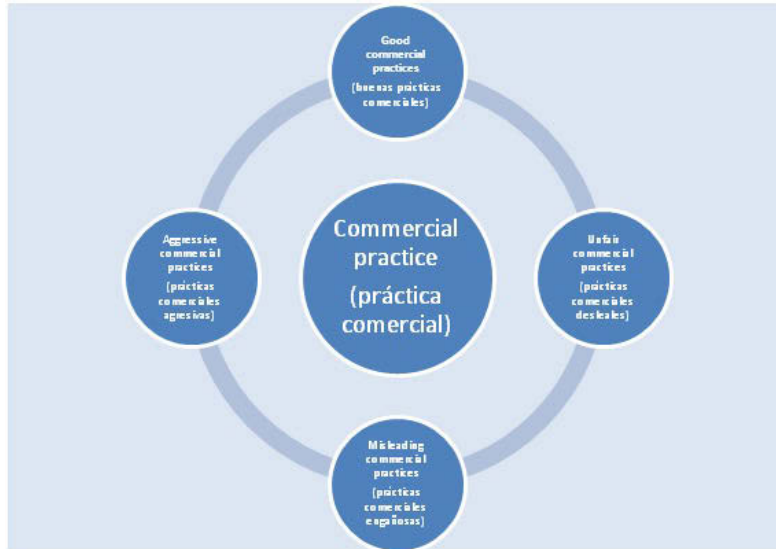 Good
commercial
practices
(buenas prácticas
comerciales)
Aggressive
commercial
practices
(prácticas
comerciales
agresivas)
Commercial
practice
(práctica
comercial)
Unfair
commercial
practices
(prácticas
comerciales
desleales)
Misleading
commercial
practices
(prácticas
comerciales
engañosas)